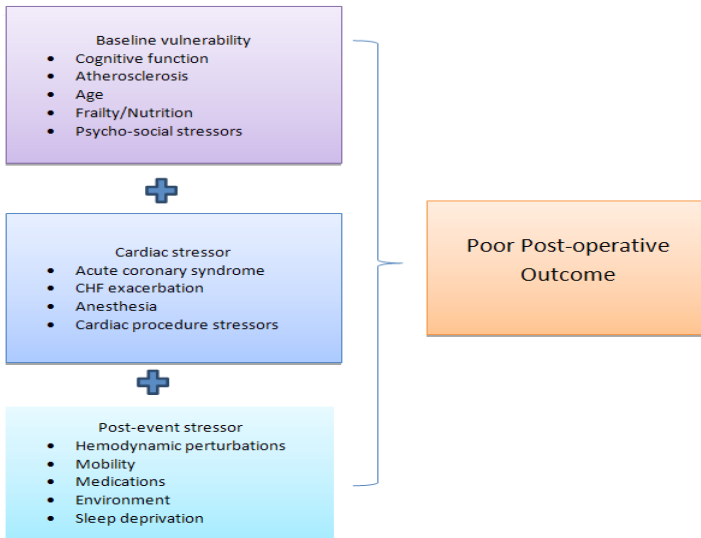 Baseline vulnerability
• Cognitive function
• Atherosclerosis
• Age
• Frailty/Nutrition
• Psycho-social stressors
Cardiac stressor
• Acute coronary syndrome
• CHF exacerbation
• Anesthesia
• Cardiac procedure stressors
Post-event stressor
• Hemodynamic perturbations
• Mobility
• Medications
• Environment
• Sleep deprivation
Poor Post-operative
Outcome